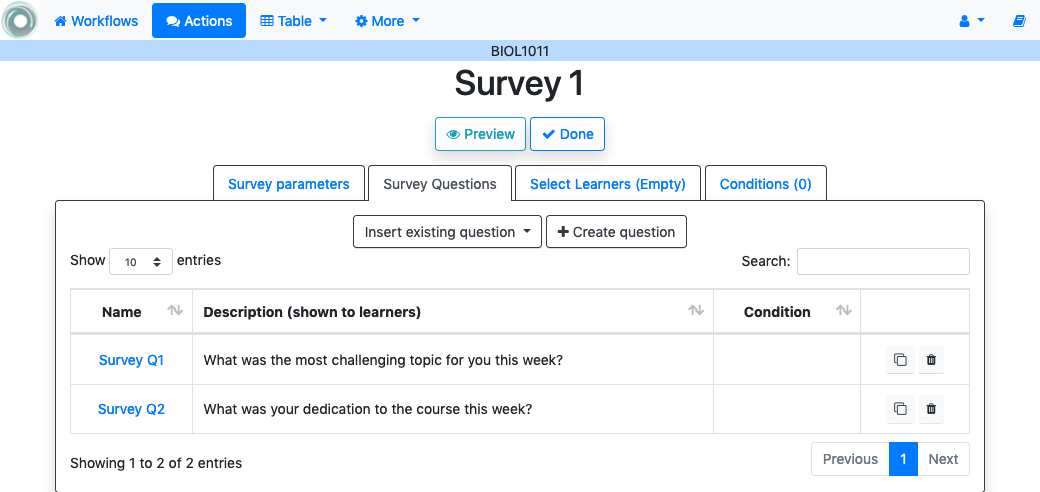 Workflows Actions Table More
BIOL1011
Survey 1
Preview Done
Survey parameters Survey Questions Select Learners (Empty) Conditions (0)
Insert existing question Create question
Show 10 entries Search:
Name Description (shown to learners) Condition
Survey Q1 What was the most challenging topic for you this week?
Survey Q2 What was your dedication to the course this week?
Showing 1 to 2 of 2 entries Previous 1 Next